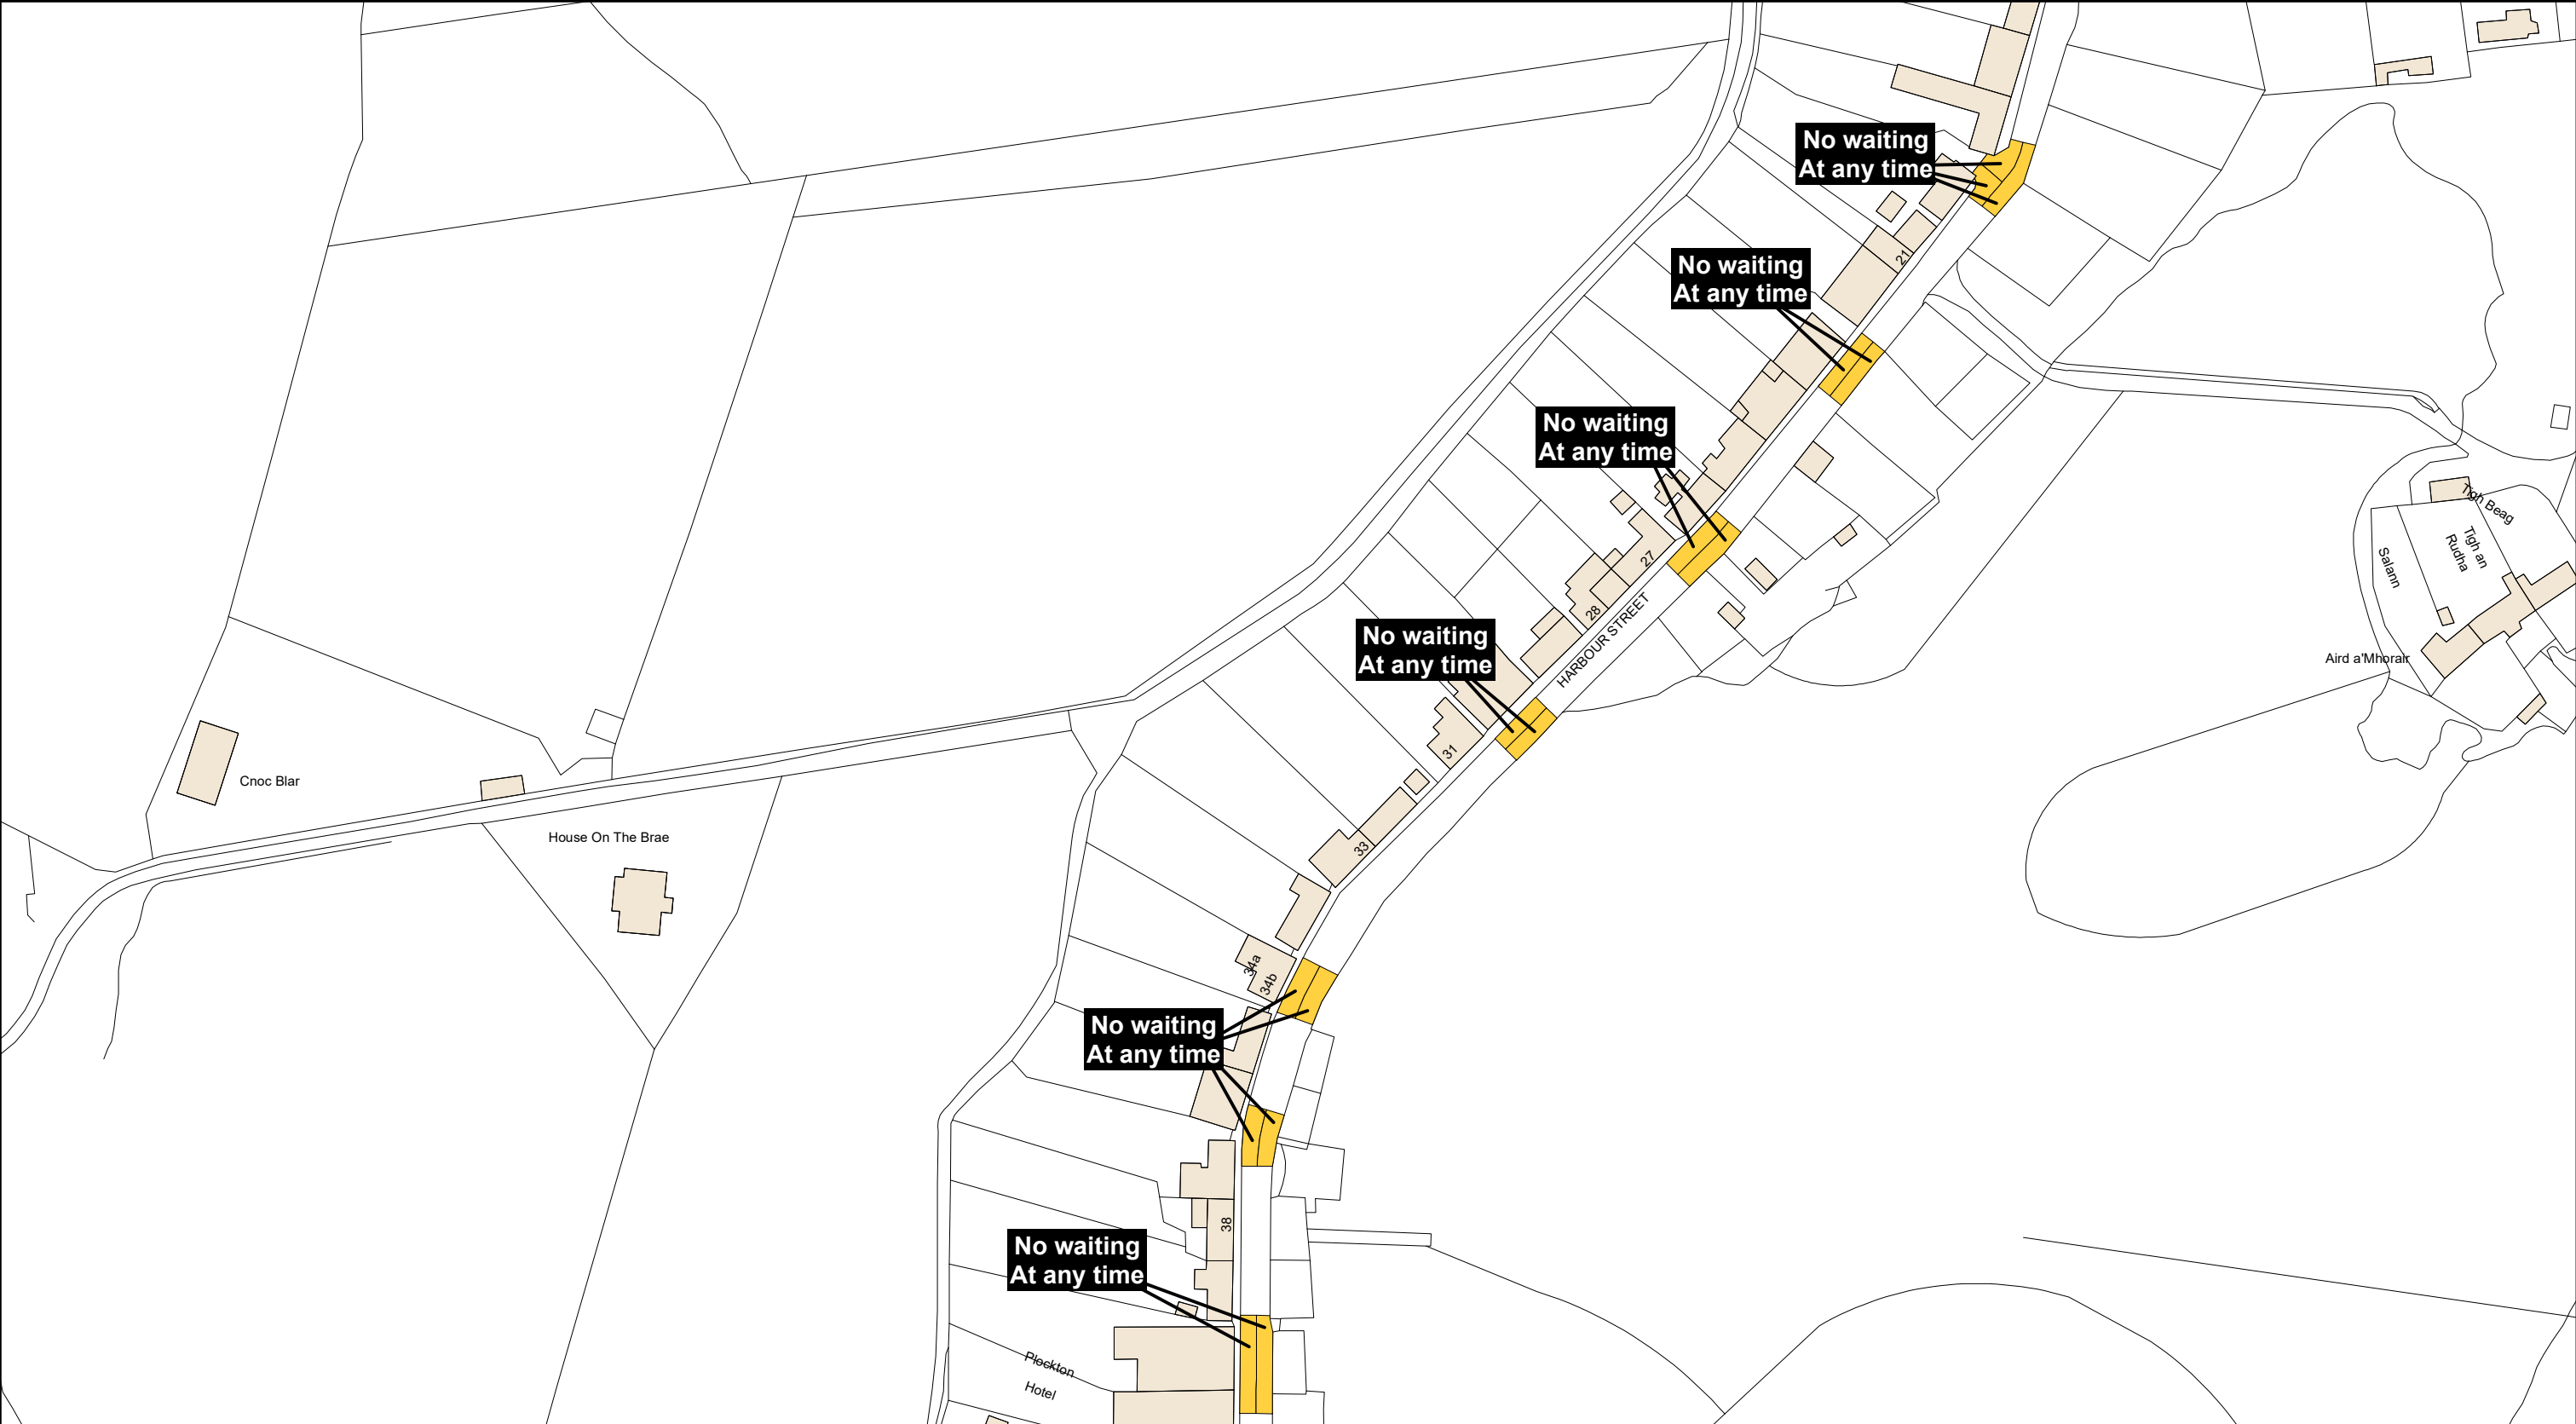 No waiting
At any time
21
No waiting
At any time
No waiting
At any time
27
28
HARBOUR STREET
No waiting
At any time
31
33
Tigh Beag
Tigh an
Rudha
Salann
Aird a'Mhorair
Cnoc Blar
House On The Brae
34a
34b
No waiting
At any time
38
No waiting
At any time
Plockton
Hotel